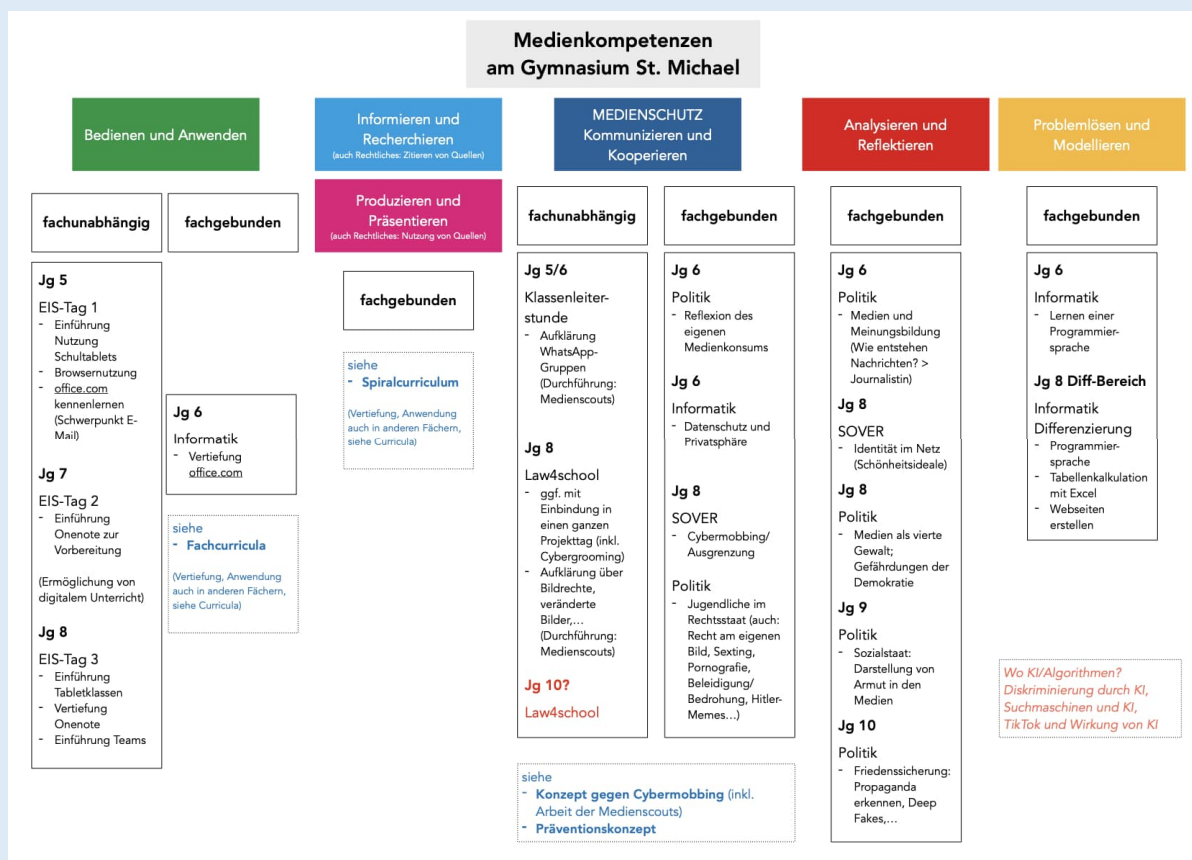 Medienkompetenzen
am Gymnasium St. Michael
Bedienen und Anwenden
fachunabhängig
Jg 5
EIS-Tag 1
- Einführung
Nutzung
Schultablets
- Browsernutzung
- office.com
kennenlernen
(Schwerpunkt E-
Mail)
Jg 7
EIS-Tag 2
- Einführung
Onenote zur
Vorbereitung
(Ermöglichung von
digitalem Unterricht)
Jg 8
EIS-Tag 3
- Einführung
Tabletklassen
- Vertiefung
Onenote
- Einführung Teams
fachgebunden
Jg 6
Informatik
- Vertiefung
office.com
siehe
- Fachcurricula
(Vertiefung, Anwendung
auch in anderen Fächern,
siehe Curricula)
Informieren und
Recherchieren
(auch Rechtliches: Zitieren von Quellen)
Produzieren und
Präsentieren
(auch Rechtliches: Nutzung von Quellen)
fachgebunden
siehe
- Spiralcurriculum
(Vertiefung, Anwendung
auch in anderen Fächern,
siehe Curricula)
MEDIENSCHUTZ
Kommunizieren und
Kooperieren
fachunabhängig
Jg 5/6
Klassenleiter-
stunde
- Aufklärung
WhatsApp-
Gruppen
(Durchführung:
Medienscouts)
Jg 8
Law4school
- ggf. mit
Einbindung in
einen ganzen
Projekttag (inkl.
Cybergrooming)
- Aufklärung über
Bildrechte,
veränderte
Bilder,...
(Durchführung:
Medienscouts)
Jg 10?
Law4school
fachgebunden
Jg 6
Politik
- Reflexion des
eigenen
Medienkonsums
Jg 6
Informatik
- Datenschutz und
Privatsphäre
Jg 8
SOVER
- Cybermobbing/
Ausgrenzung
Politik
- Jugendliche im
Rechtsstaat (auch:
Recht am eigenen
Bild, Sexting,
Pornografie,
Beleidigung/
Bedrohung, Hitler-
Memes...)
siehe
- Konzept gegen Cybermobbing (inkl.
Arbeit der Medienscouts)
- Präventionskonzept
Analysieren und
Reflektieren
fachgebunden
Jg 6
Politik
- Medien und
Meinungsbildung
(Wie entstehen
Nachrichten? >
Journalistin)
Jg 8
SOVER
- Identität im Netz
(Schönheitsideale)
Jg 8
Politik
- Medien als vierte
Gewalt;
Gefährdungen der
Demokratie
Jg 9
Politik
- Sozialstaat:
Darstellung von
Armut in den
Medien
Jg 10
Politik
- Friedenssicherung:
Propaganda
erkennen, Deep
Fakes,...
Problemlösen und
Modellieren
fachgebunden
Jg 6
Informatik
- Lernen einer
Programmier-
sprache
Jg 8 Diff-Bereich
Informatik
Differenzierung
- Programmier-
sprache
- Tabellenkalkulation
mit Excel
- Webseiten
erstellen
Wo KI/Algorithmen?
Diskriminierung durch KI,
Suchmaschinen und KI,
TikTok und Wirkung von KI